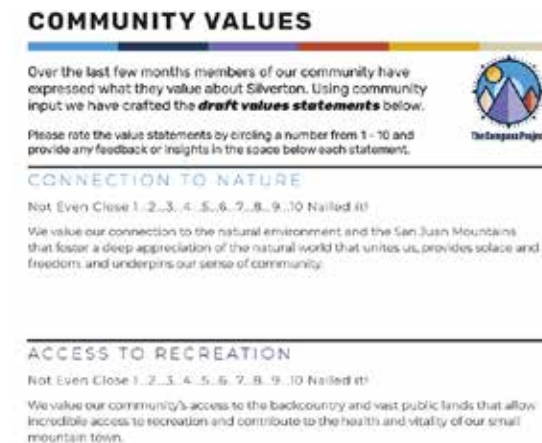 COMMUNITY VALUES
Over the last few months members of our community have
expressed what they value about Silverton. Using community
input we have crafted the draft values statements below.
Please rate the value statements by circling a number from 1 - 10 and
provide any feedback or insights in the space below each statement.
The Compass Project
CONNECTION TO NATURE
Not Even Close 1...2...3...4...5...6...7...8...9...10 Nailed it!
We value our connection to the natural environment and the San Juan Mountains
that foster a deep appreciation of the natural world that unites us, provides solace and
freedom, and underpins our sense of community.
ACCESS TO RECREATION
Not Even Close 1...2...3...4...5...6...7...8...9...10 Nailed it!
We value our community's access to the backcountry and vast public lands that allow
incredible access to recreation and contribute to the health and vitality of our small
mountain town.